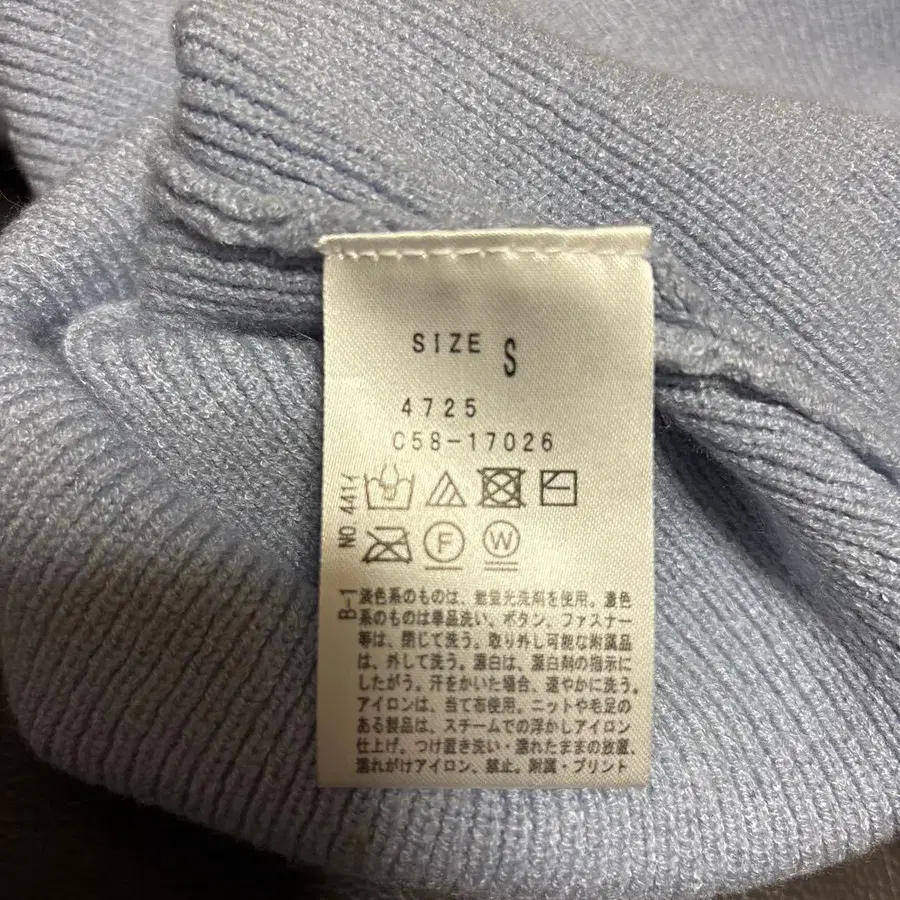 SIZE S
4725
C58-17026
NO 441イ
F W
B-1
淡色系のものは、無蛍光洗剤を使用。濃色
系のものは単品洗い。ボタン、ファスナー
等は、閉じて洗う。取り外し可能な附属品
は、外して洗う。漂白は、漂白剤の指示に
したがう。汗をかいた場合、速やかに洗う。
アイロンは、当て布使用。ニットや毛足の
ある製品は、スチームでの浮かしアイロン
仕上げ。つけ置き洗い・濡れたままの放置、
濡れがけアイロン、禁止。附属・プリント